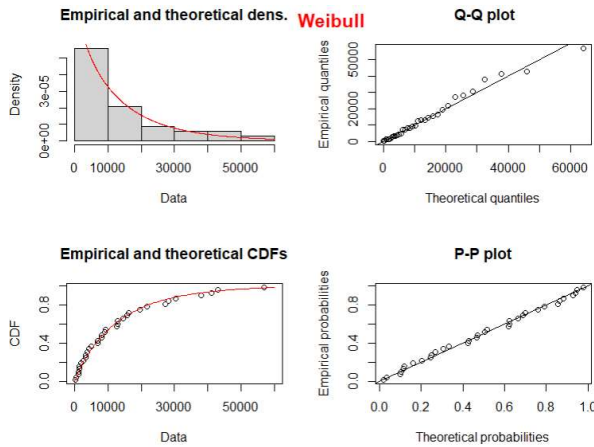 Empirical and theoretical dens.
Weibull
Q-Q plot
Density
3e-05
0e+00
0 10000 30000 50000
Data
Empirical quantiles
50000
20000
0
0 20000 40000 60000
Theoretical quantiles
Empirical and theoretical CDFs
P-P plot
CDF
0.8
0.4
0.0
0 10000 30000 50000
Data
Empirical probabilities
0.8
0.4
0.0
0.0 0.2 0.4 0.6 0.8 1.0
Theoretical probabilities